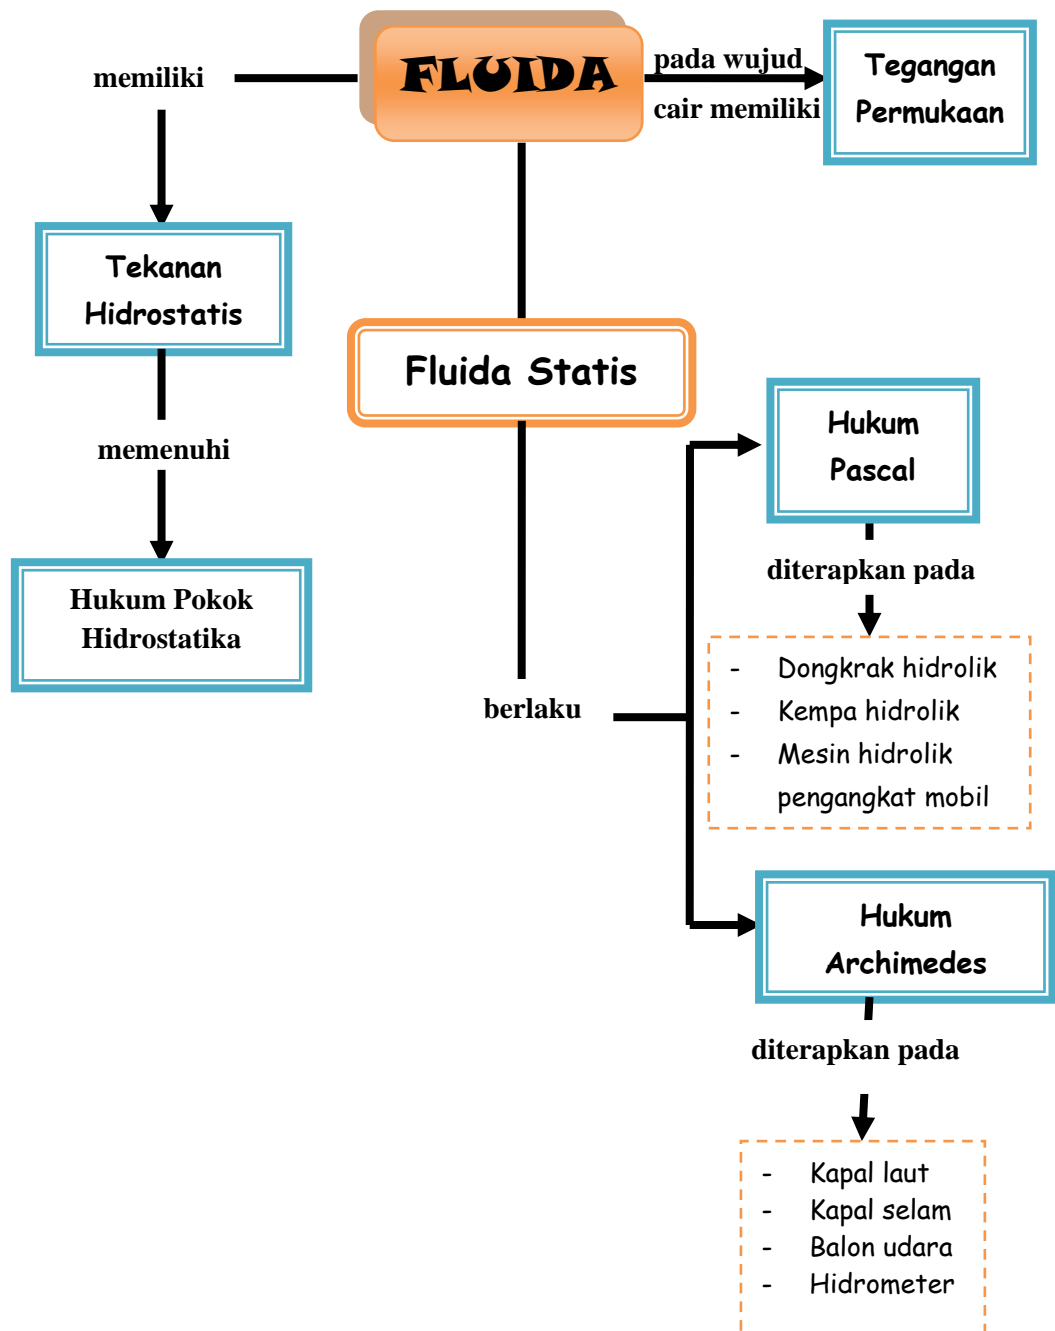 FLUIDA
memiliki
pada wujud
cair memiliki
Tegangan
Permukaan
Tekanan
Hidrostatis
memenuhi
Hukum Pokok
Hidrostatika
Fluida Statis
berlaku
Hukum
Pascal
diterapkan pada
- Dongkrak hidrolik
- Kempa hidrolik
- Mesin hidrolik
pengangkat mobil
Hukum
Archimedes
diterapkan pada
- Kapal laut
- Kapal selam
- Balon udara
- Hidrometer